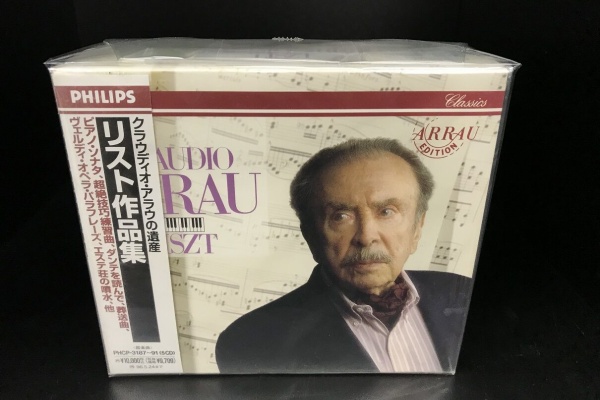 PHILIPS
クラウディオ・アラウの遺産
リスト作品集
ピアノ・ソナタ、超絶技巧練習曲、ダンテを読んで、葬送曲、
ヴェルディ・オペラ・パラフレーズ、エステ荘の噴水、他
PHCP-3187~91(5CD)
Classics
ARRAU
EDITION
AUDIO
RRAU
SZT